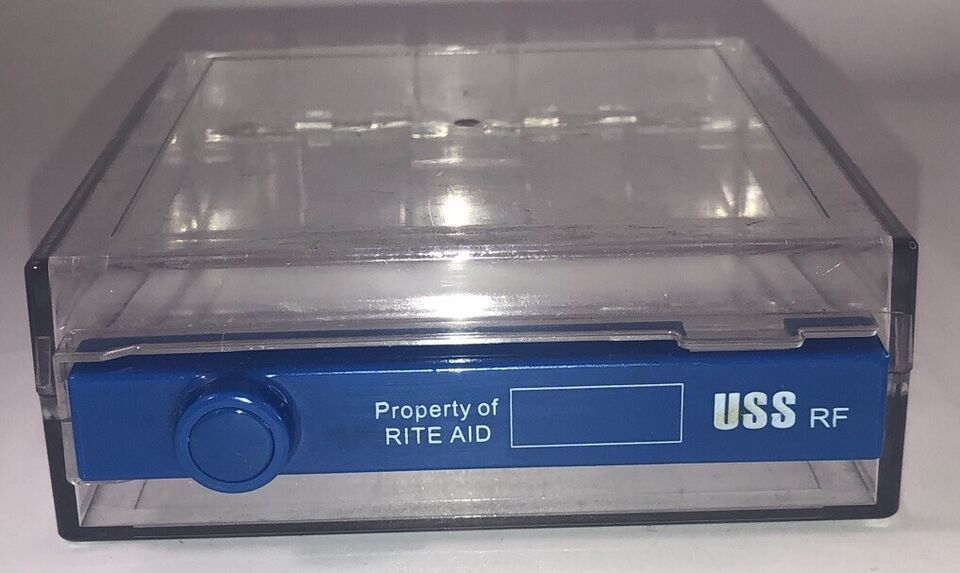 Property of
RITE AID
USS RF